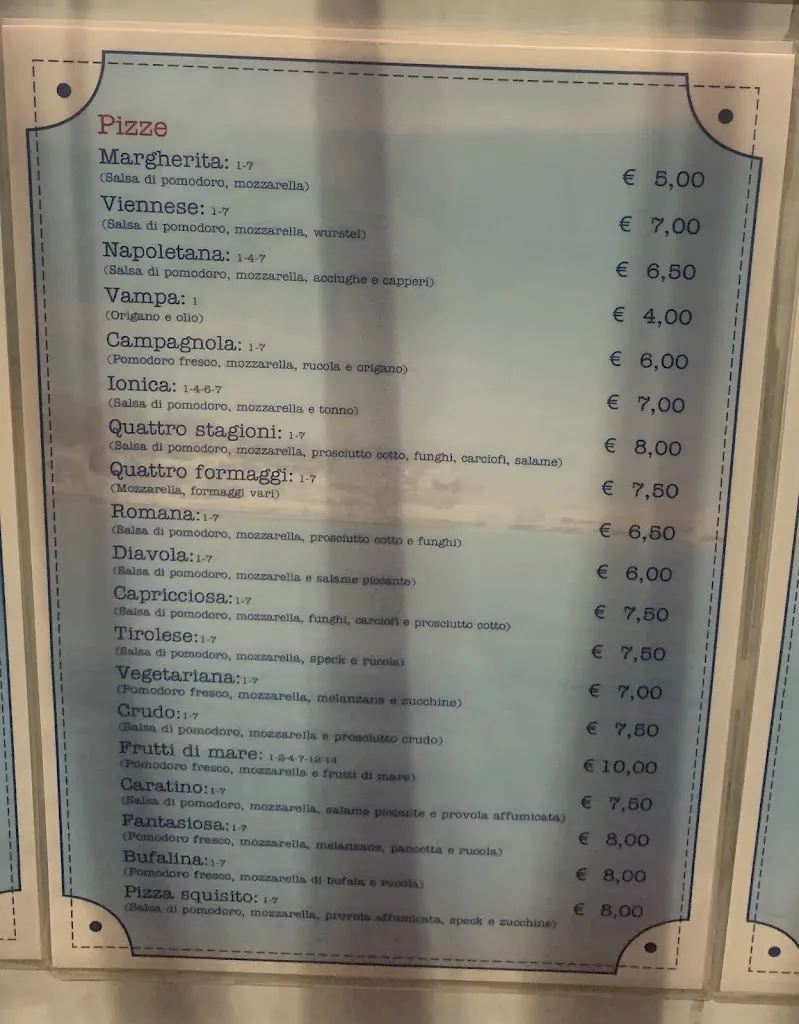 Pizze
Margherita: 1-7 € 5,00
(Salsa di pomodoro, mozzarella)
Viennese: 1-7 € 7,00
(Salsa di pomodoro, mozzarella, wurstel)
Napoletana: 1-4-7 € 6,50
(Salsa di pomodoro, mozzarella, acciughe e capperi)
Vampa: 1 € 4,00
(Origano e olio)
Campagnola: 1-7 € 6,00
(Pomodoro fresco, mozzarella, rucola e origano)
Ionica: 1-4-6-7 € 7,00
(Salsa di pomodoro, mozzarella e tonno)
Quattro stagioni: 1-7 € 8,00
(Salsa di pomodoro, mozzarella, prosciutto cotto, funghi, carciofi, salame)
Quattro formaggi: 1-7 € 7,50
(Mozzarella, formaggi vari)
Romana: 1-7 € 6,50
(Salsa di pomodoro, mozzarella, prosciutto cotto e funghi)
Diavola: 1-7 € 6,00
(Salsa di pomodoro, mozzarella e salame piccante)
Capricciosa: 1-7 € 7,50
(Salsa di pomodoro, mozzarella, funghi, carciofi e prosciutto cotto)
Tirolese: 1-7 € 7,50
(Salsa di pomodoro, mozzarella, speck e rucola)
Vegetariana: 1-7 € 7,00
(Pomodoro fresco, mozzarella, melanzane e zucchine)
Crudo: 1-7 € 7,50
(Salsa di pomodoro, mozzarella e prosciutto crudo)
Frutti di mare: 1-2-4-7-12-14 € 10,00
(Pomodoro fresco, mozzarella e frutti di mare)
Caratino: 1-7 € 7,50
(Salsa di pomodoro, mozzarella, salame piccante e provola affumicata)
Fantasiosa: 1-7 € 8,00
(Pomodoro fresco, mozzarella, melanzane, pancetta e rucola)
Bufalina: 1-7 € 8,00
(Pomodoro fresco, mozzarella di bufala e rucola)
Pizza squisito: 1-7 € 8,00
(Salsa di pomodoro, mozzarella, provola affumicata, speck e zucchine)